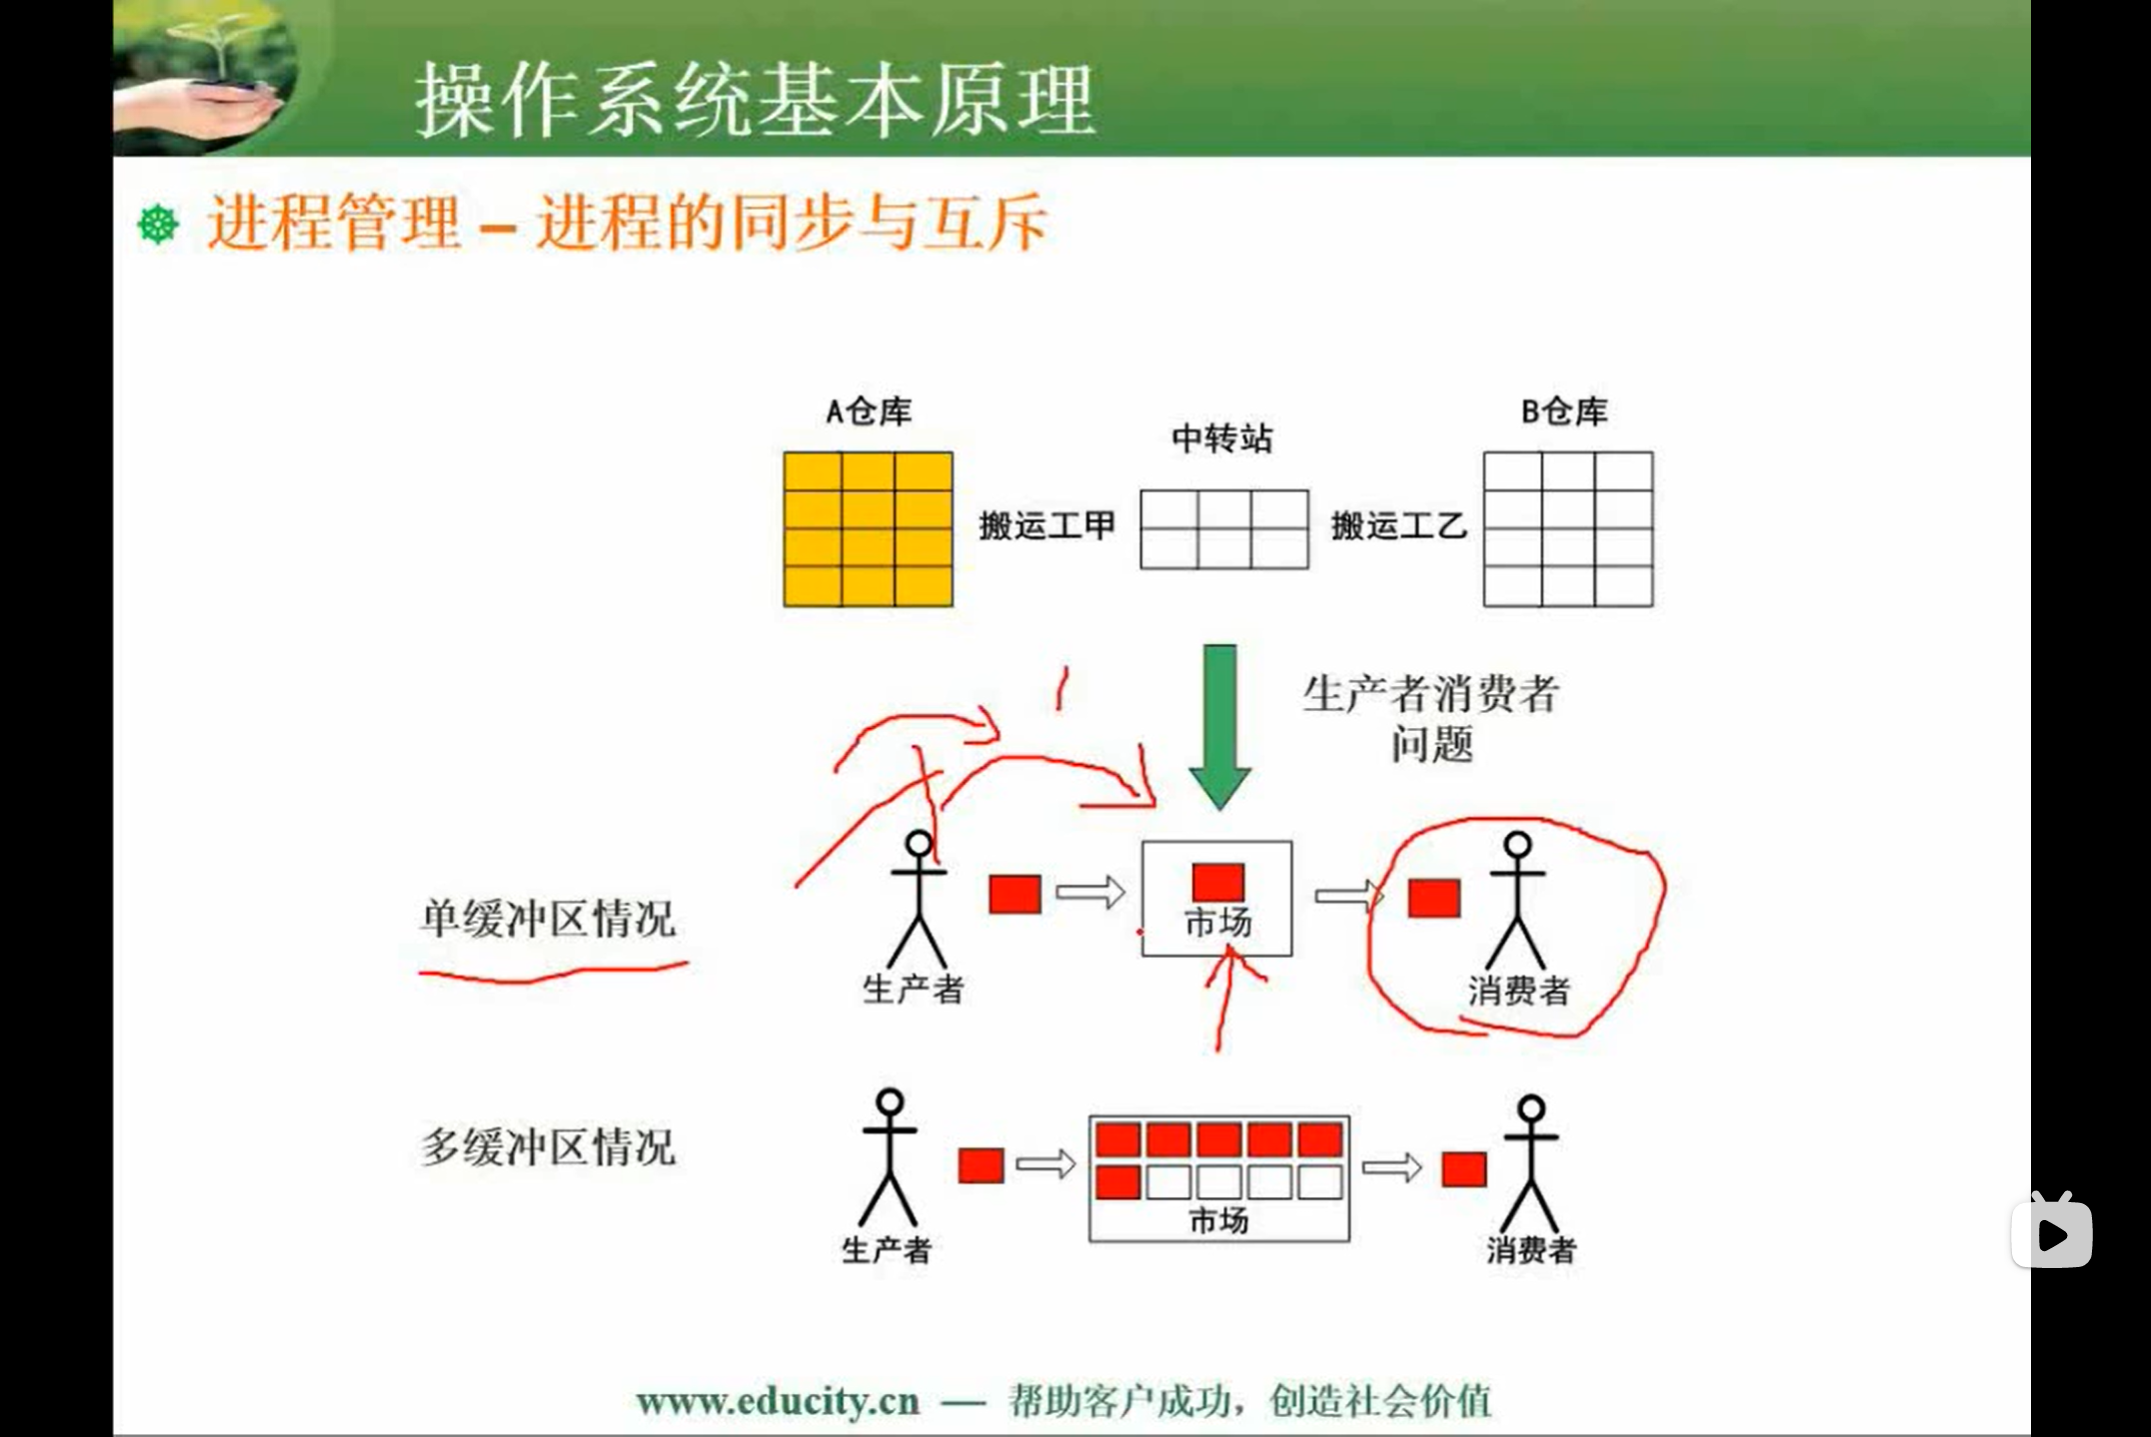 操作系统基本原理
进程管理 – 进程的同步与互斥
A仓库
中转站
B仓库
搬运工甲
搬运工乙
生产者消费者
问题
单缓冲区情况
市场
生产者
消费者
多缓冲区情况
市场
生产者
消费者
www.educity.cn — 帮助客户成功，创造社会价值